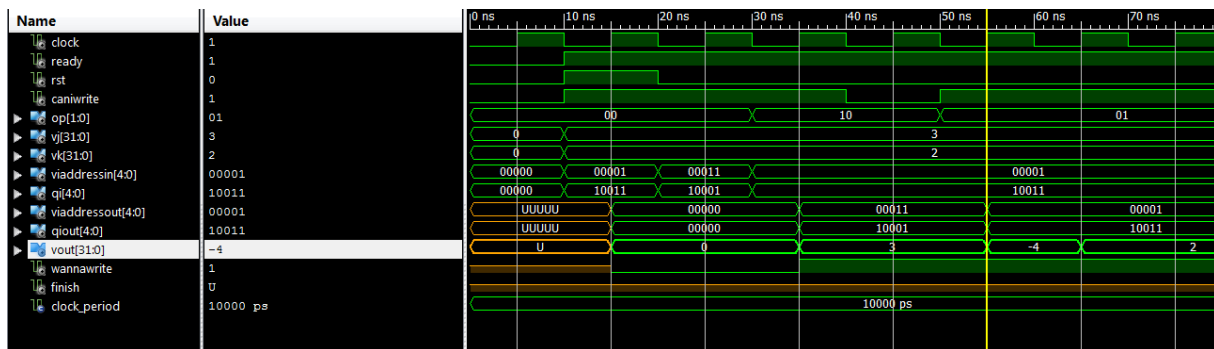 Name Value 0 ns 10 ns 20 ns 30 ns 40 ns 50 ns 60 ns 70 ns
clock 1
ready 1
rst 0
caniwrite 1
op[1:0] 01 00 10 01
vj[31:0] 3 0 3
vk[31:0] 2 0 2
viaddressin[4:0] 00001 00000 00001 00011 00001
qi[4:0] 10011 00000 10011 10001 10011
viaddressout[4:0] 00001 UUUUU 00000 00011 00001
qiout[4:0] 10011 UUUUU 00000 10001 10011
vout[31:0] -4 U 0 3 -4 2
wannawrite 1
finish U
clock_period 10000 ps 10000 ps